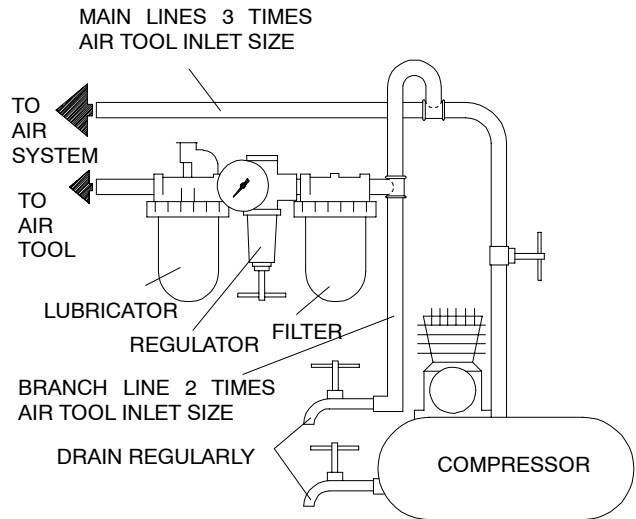 MAIN LINES 3 TIMES
AIR TOOL INLET SIZE
TO
AIR
SYSTEM
TO
AIR
TOOL
LUBRICATOR
REGULATOR
FILTER
BRANCH LINE 2 TIMES
AIR TOOL INLET SIZE
DRAIN REGULARLY
COMPRESSOR